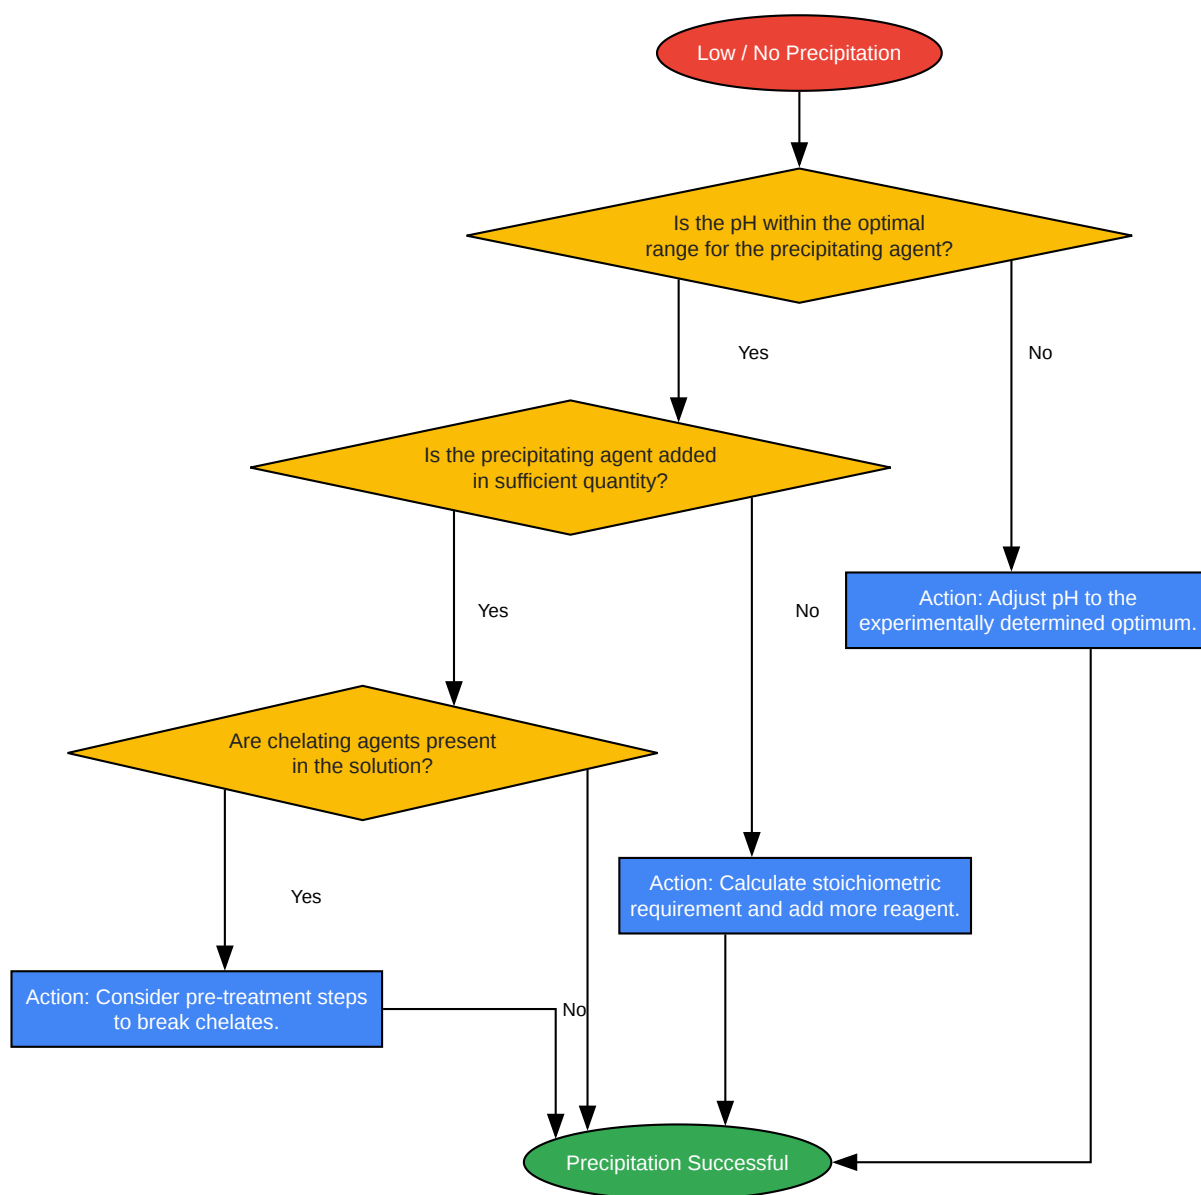 Low / No Precipitation
Is the pH within the optimal
range for the precipitating agent?
Yes
No
Is the precipitating agent added
in sufficient quantity?
Yes
No
Action: Adjust pH to the
experimentally determined optimum.
Are chelating agents present
in the solution?
Yes
Action: Calculate stoichiometric
requirement and add more reagent.
Action: Consider pre-treatment steps
to break chelates.
No
Precipitation Successful